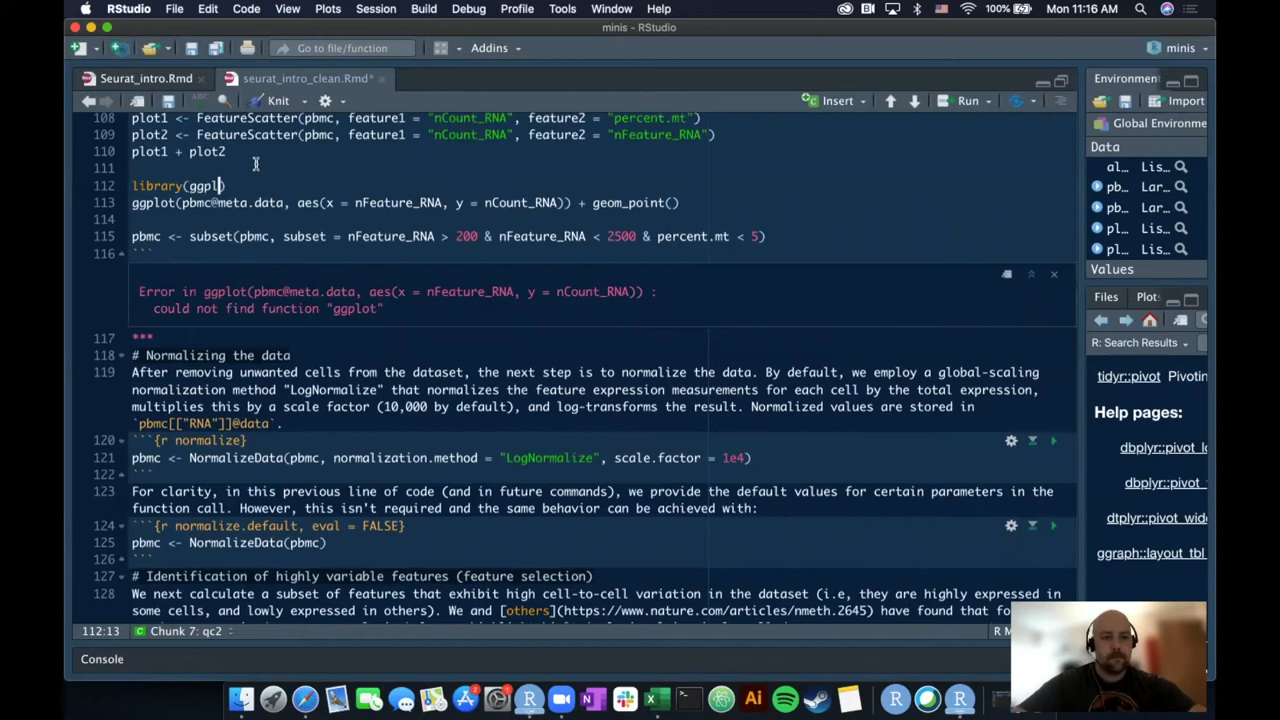 RStudio File Edit Code View Plots Session Build Debug Profile Tools Window Help 100% Mon 11:16 AM
minis - RStudio
Go to file/function Addins minis
Seurat_intro.Rmd seurat_intro_clean.Rmd* Environment
Knit Insert Run Import
108 plot1 <- FeatureScatter(pbmc, feature1 = "nCount_RNA", feature2 = "percent.mt") Global Environment
109 plot2 <- FeatureScatter(pbmc, feature1 = "nCount_RNA", feature2 = "nFeature_RNA") Data
110 plot1 + plot2 al... Lis...
111 pb... Lar...
112 library(ggpl)
113 ggplot(pbmc@meta.data, aes(x = nFeature_RNA, y = nCount_RNA)) + geom_point() pb... Lar...
114 pl... Lis...
115 pbmc <- subset(pbmc, subset = nFeature_RNA > 200 & nFeature_RNA < 2500 & percent.mt < 5)
116 ``` pl... Lis...
Values
Error in ggplot(pbmc@meta.data, aes(x = nFeature_RNA, y = nCount_RNA)) :
could not find function "ggplot"
Files Plots
117 ***
R: Search Results
118 # Normalizing the data
119 After removing unwanted cells from the dataset, the next step is to normalize the data. By default, we employ a global-scaling
tidyr::pivot Pivotin
normalization method "LogNormalize" that normalizes the feature expression measurements for each cell by the total expression,
multiplies this by a scale factor (10,000 by default), and log-transforms the result. Normalized values are stored in
Help pages:
`pbmc[["RNA"]]@data`.
120 ```{r normalize}
dbplyr::pivot_lo
121 pbmc <- NormalizeData(pbmc, normalization.method = "LogNormalize", scale.factor = 1e4)
122 ```
dbplyr::pivot_
123 For clarity, in this previous line of code (and in future commands), we provide the default values for certain parameters in the
function call. However, this isn't required and the same behavior can be achieved with:
dtplyr::pivot_wid
124 ```{r normalize.default, eval = FALSE}
125 pbmc <- NormalizeData(pbmc)
ggraph::layout_tbl
126 ```
127 # Identification of highly variable features (feature selection)
128 We next calculate a subset of features that exhibit high cell-to-cell variation in the dataset (i.e, they are highly expressed in
some cells, and lowly expressed in others). We and [others](https://www.nature.com/articles/nmeth.2645) have found that fo
112:13 Chunk 7: qc2 R M
Console